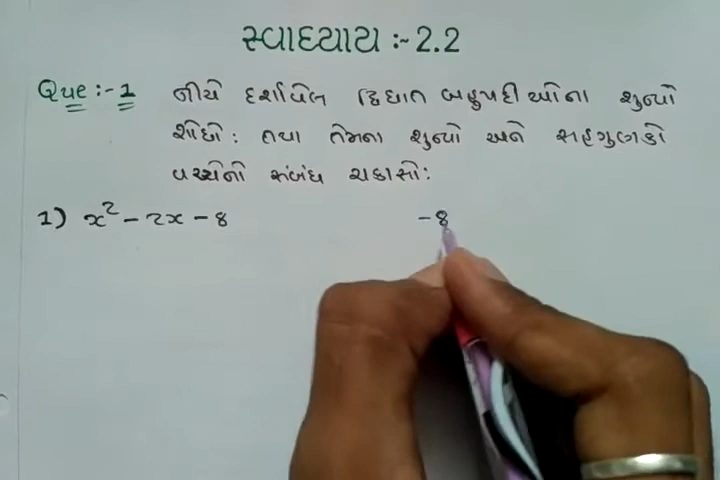 સ્વાધ્યાય :- 2.2
Que :- 1 નીચે દર્શાવેલ દ્વિઘાત બહુપદીઓના શુન્યો
શોધો: તથા તેમના શુન્યો અને સહગુણકો
વચ્ચેનો સંબંધ ચકાસો:
1) x² - 2x - 8 - 8